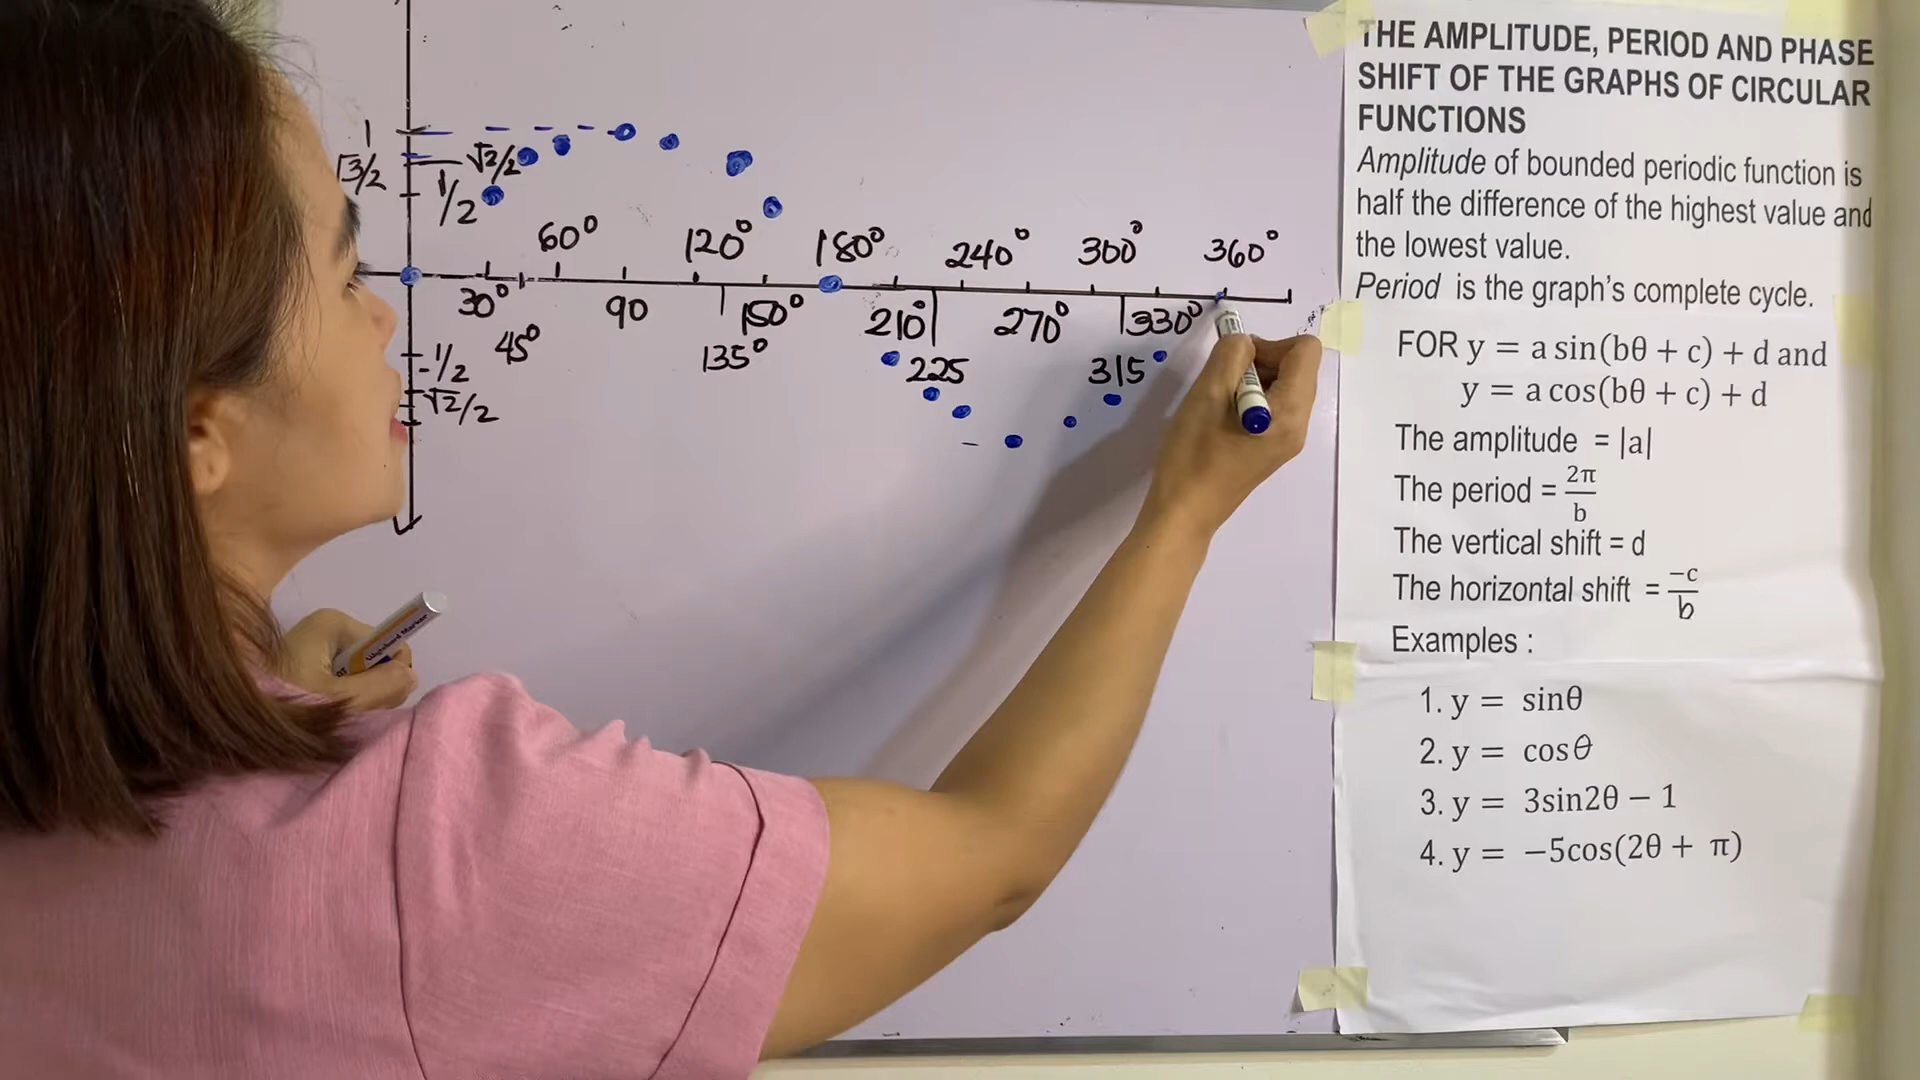 1
√3/2
√2/2
1/2
60°
120°
180°
240°
300°
360°
30°
90
150°
210°
270°
330°
45°
135°
225
315°
-1/2
-√2/2
Whiteboard Marker
THE AMPLITUDE, PERIOD AND PHASE
SHIFT OF THE GRAPHS OF CIRCULAR
FUNCTIONS
Amplitude of bounded periodic function is
half the difference of the highest value and
the lowest value.
Period is the graph's complete cycle.
FOR y = a sin(bθ + c) + d and
y = a cos(bθ + c) + d
The amplitude = |a|
The period = 2π/b
The vertical shift = d
The horizontal shift = -c/b
Examples :
1. y = sinθ
2. y = cosθ
3. y = 3sin2θ − 1
4. y = −5cos(2θ + π)